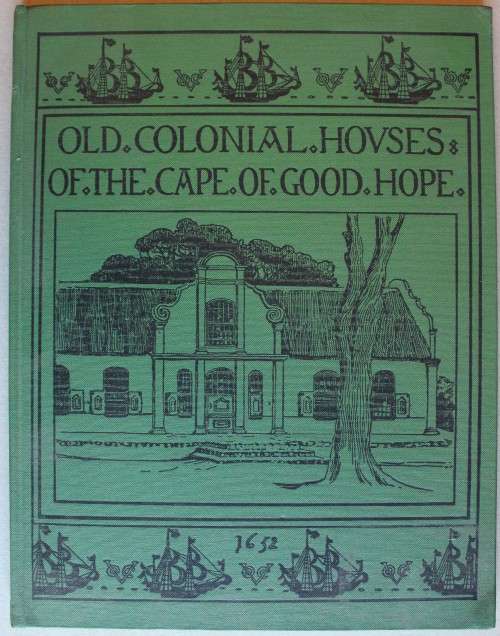 OLD. COLONIAL. HOVSES:
OF. THE. CAPE. OF. GOOD. HOPE.
1652